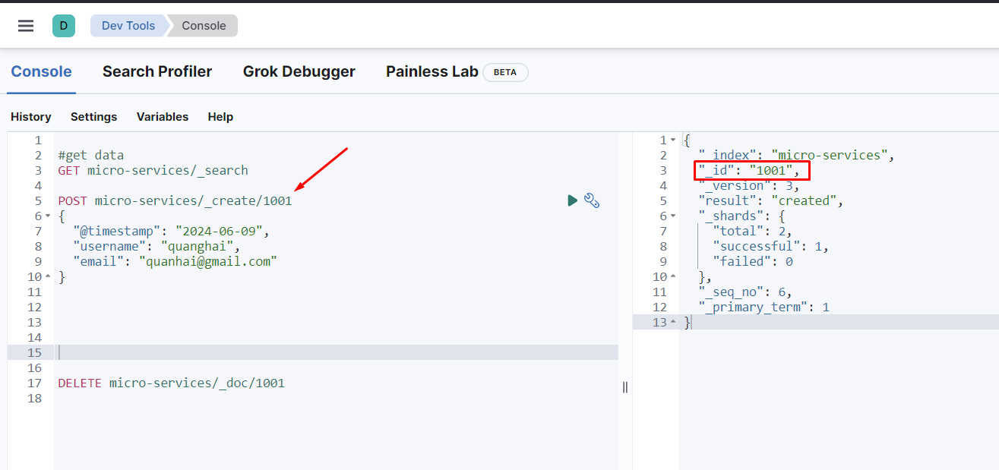 D Dev Tools Console
Console Search Profiler Grok Debugger Painless Lab BETA
History Settings Variables Help
1
2 #get data
3 GET micro-services/_search
4
5 POST micro-services/_create/1001
6 {
7 "@timestamp": "2024-06-09",
8 "username": "quanghai",
9 "email": "quanhai@gmail.com"
10 }
11
12
13
14
15
16
17 DELETE micro-services/_doc/1001
18
1 {
2 "_index": "micro-services",
3 "_id": "1001",
4 "_version": 3,
5 "result": "created",
6 "_shards": {
7 "total": 2,
8 "successful": 1,
9 "failed": 0
10 },
11 "_seq_no": 6,
12 "_primary_term": 1
13 }